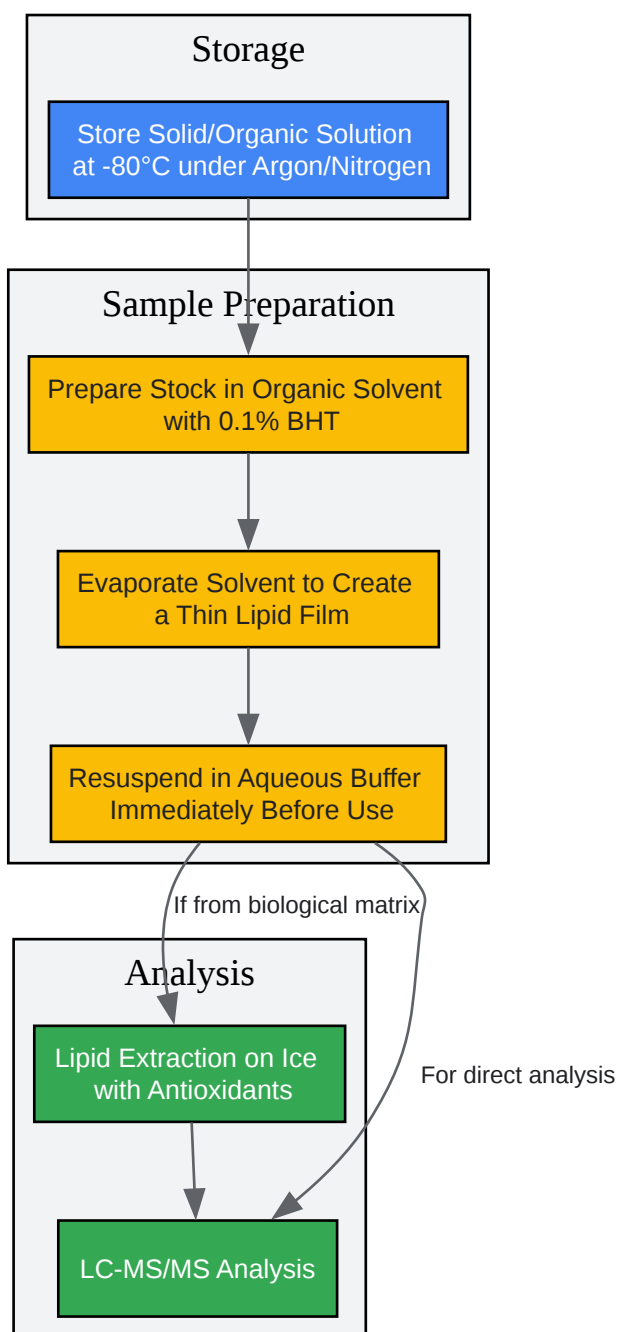 Storage
Store Solid/Organic Solution
at -80°C under Argon/Nitrogen
Sample Preparation
Prepare Stock in Organic Solvent
with 0.1% BHT
Evaporate Solvent to Create
a Thin Lipid Film
Resuspend in Aqueous Buffer
Immediately Before Use
If from biological matrix
Analysis
Lipid Extraction on Ice
with Antioxidants
For direct analysis
LC-MS/MS Analysis